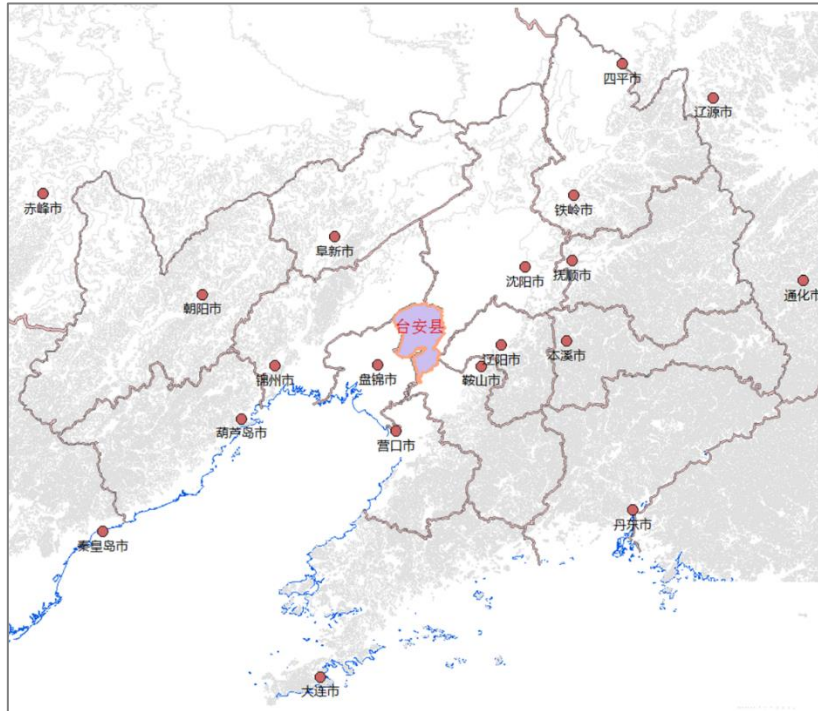 四平市
辽源市
赤峰市
铁岭市
阜新市
沈阳市
抚顺市
通化市
朝阳市
台安县
辽阳市
本溪市
锦州市
盘锦市
鞍山市
葫芦岛市
营口市
丹东市
秦皇岛市
大连市